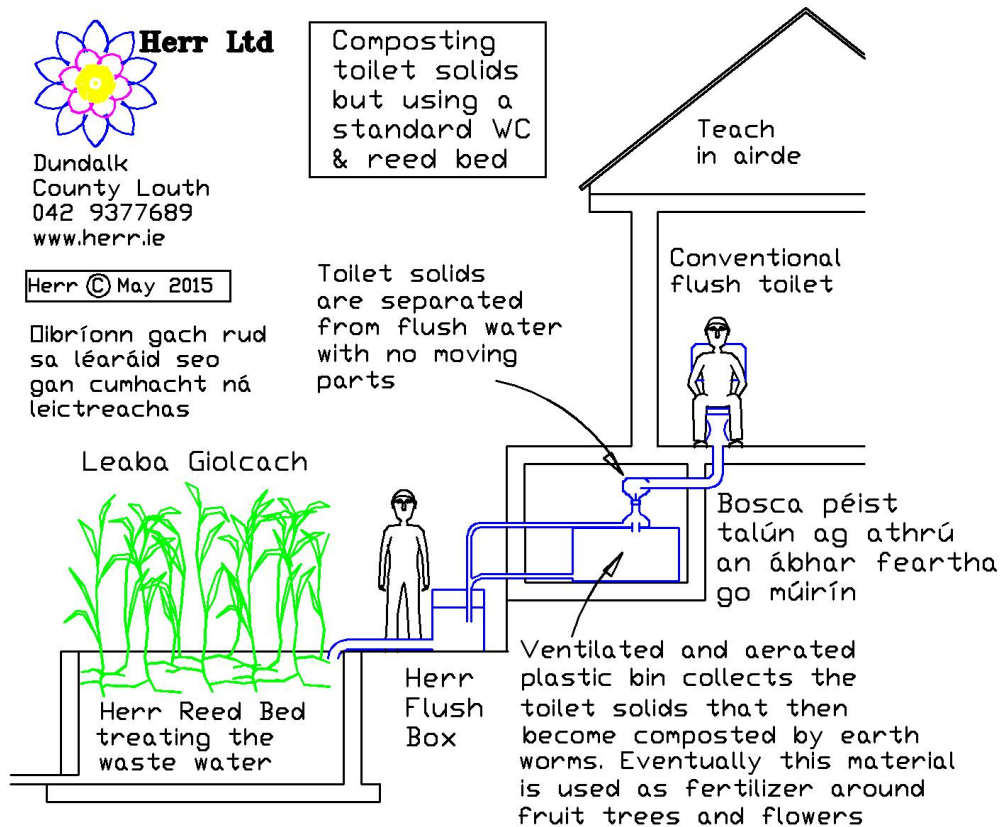 Herr Ltd
Dundalk
County Louth
042 9377689
www.herr.ie
Herr © May 2015
Oibríonn gach rud
sa léaráid seo
gan cumhacht ná
leictreachas
Composting
toilet solids
but using a
standard WC
& reed bed
Teach
in airde
Conventional
flush toilet
Toilet solids
are separated
from flush water
with no moving
parts
Leaba Giolcach
Bosca péist
talún ag athrú
an ábhar feartha
go múirín
Herr Reed Bed
treating the
waste water
Herr
Flush
Box
Ventilated and aerated
plastic bin collects the
toilet solids that then
become composted by earth
worms. Eventually this material
is used as fertilizer around
fruit trees and flowers